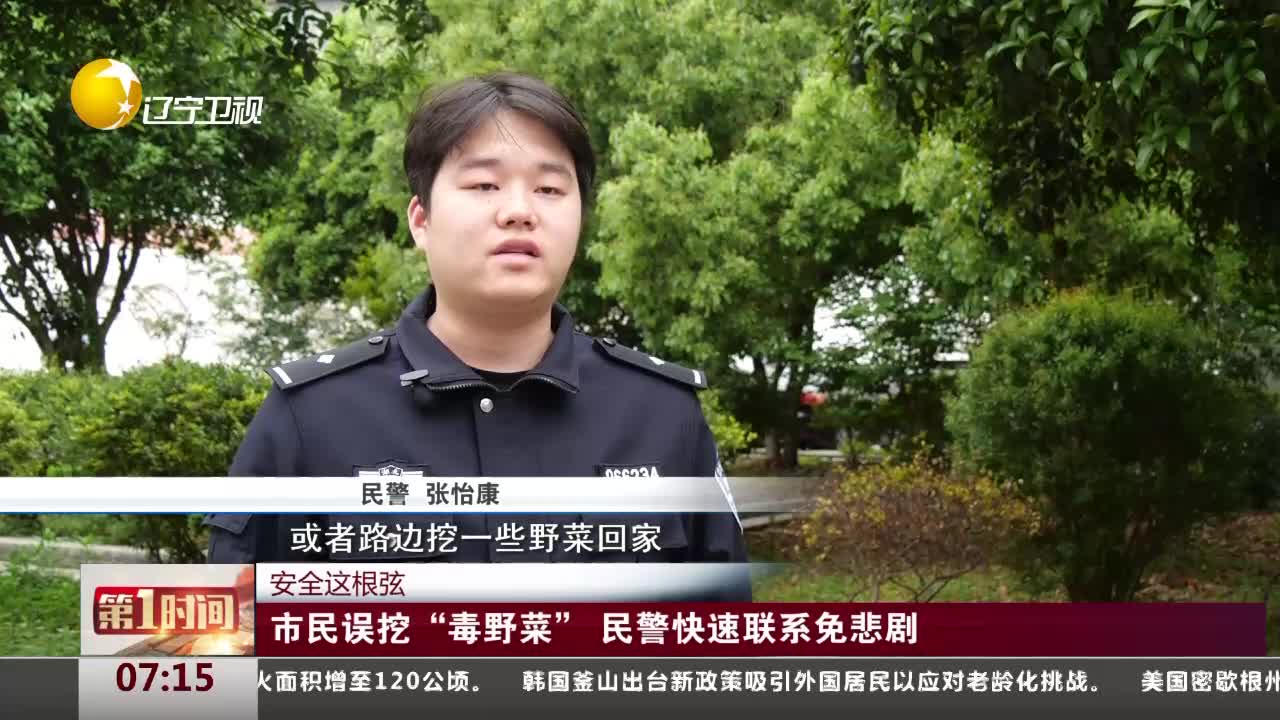 辽宁卫视
民警 张怡康
或者路边挖一些野菜回家
安全这根弦
第1时间
市民误挖“毒野菜” 民警快速联系免悲剧
07:15
火面积增至120公顷。 韩国釜山出台新政策吸引外国居民以应对老龄化挑战。 美国密歇根州